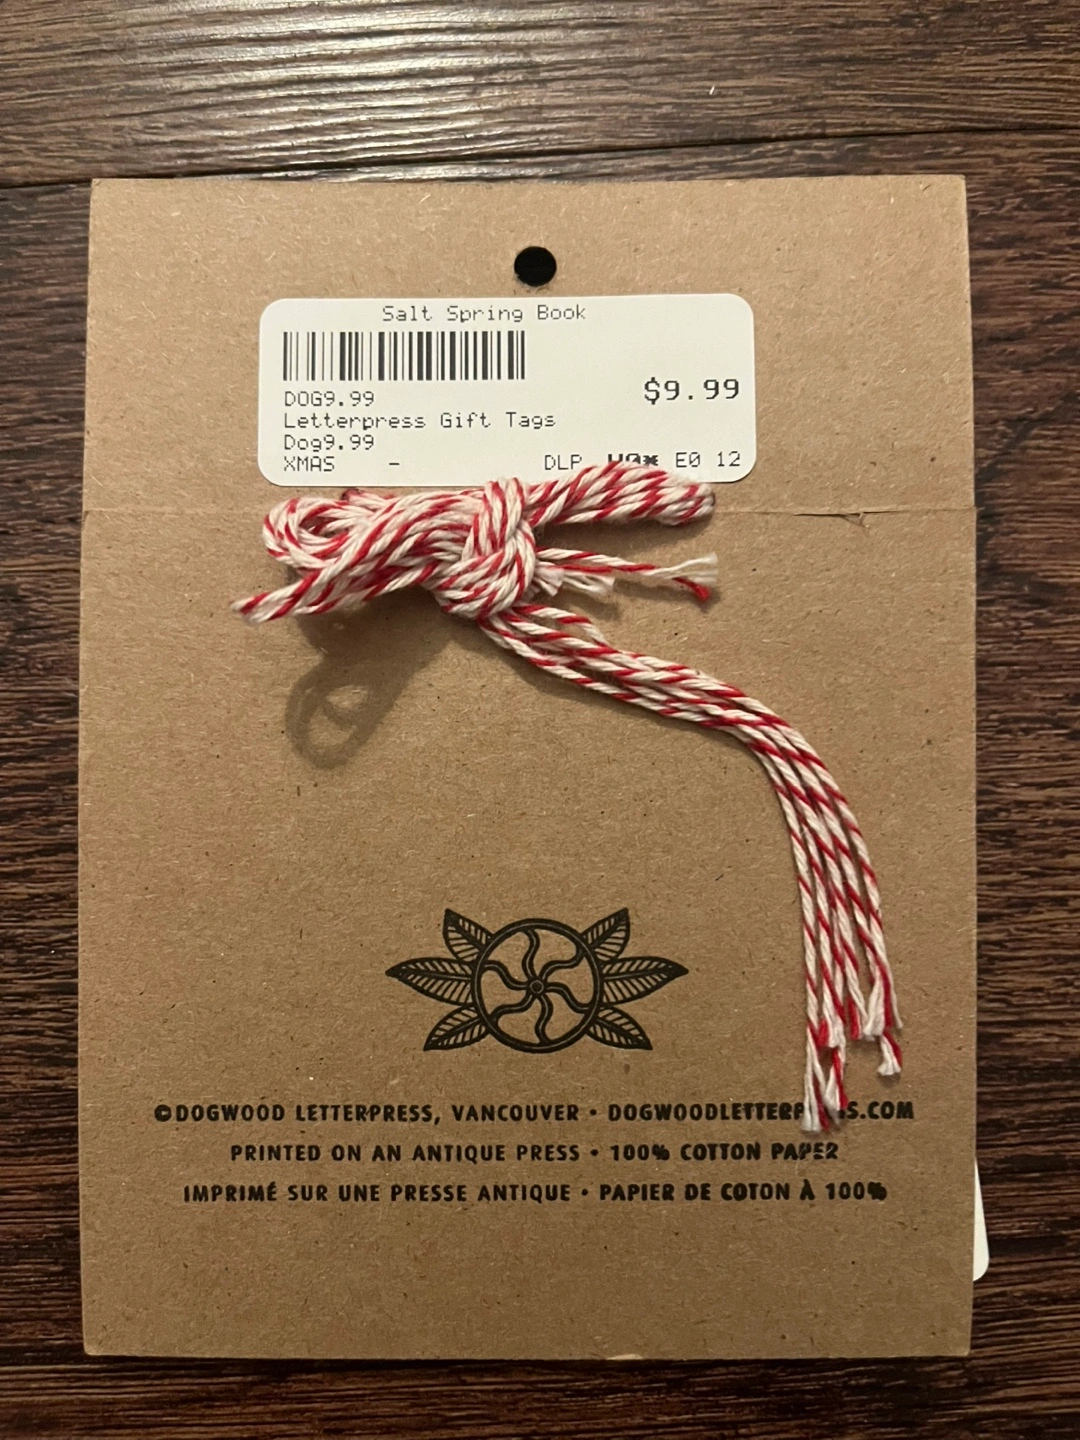 Salt Spring Book
DOG9.99
$9.99
Letterpress Gift Tags
Dog9.99
XMAS - DLP E0 12
©DOGWOOD LETTERPRESS, VANCOUVER • 
PRINTED ON AN ANTIQUE PRESS • 100% COTTON PAPER
IMPRIMÉ SUR UNE PRESSE ANTIQUE • PAPIER DE COTON À 100%